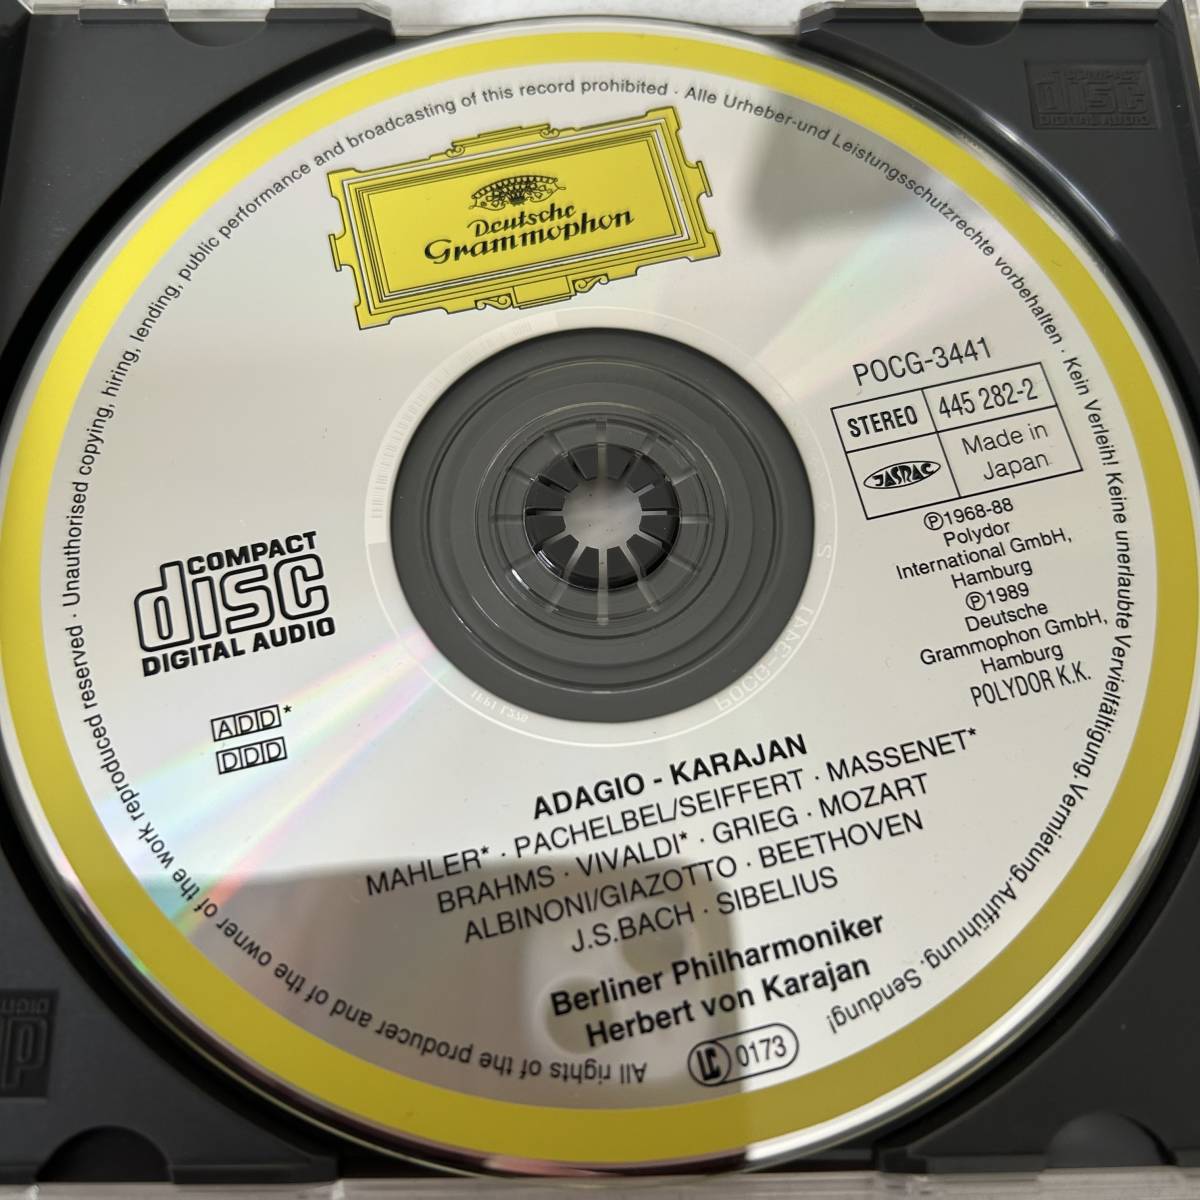 Unauthorised copying, hiring, lending, public performance and broadcasting of this record prohibited · Alle Urheber-und Leistungsschutzrechte vorbehalten · Kein Verleih! Keine unerlaubte Vervielfältigung, Vermietung, Aufführung, Sendung!
All rights of the producer and of the owner of the work reproduced reserved ·
Deutsche
Grammophon
POCG-3441
STEREO
445 282-2
JASRAC
Made in
Japan
℗1968-88
Polydor
International GmbH,
Hamburg
℗1989
Deutsche
Grammophon GmbH,
Hamburg
POLYDOR K.K.
COMPACT
disc
DIGITAL AUDIO
ADD*
DDD
ADAGIO - KARAJAN
MAHLER* · PACHELBEL/SEIFFERT · MASSENET*
BRAHMS · VIVALDI* · GRIEG · MOZART
ALBINONI/GIAZOTTO · BEETHOVEN
J.S.BACH · SIBELIUS
Berliner Philharmoniker
Herbert von Karajan
LC 0173
COMPACT
disc
DIGITAL AUDIO